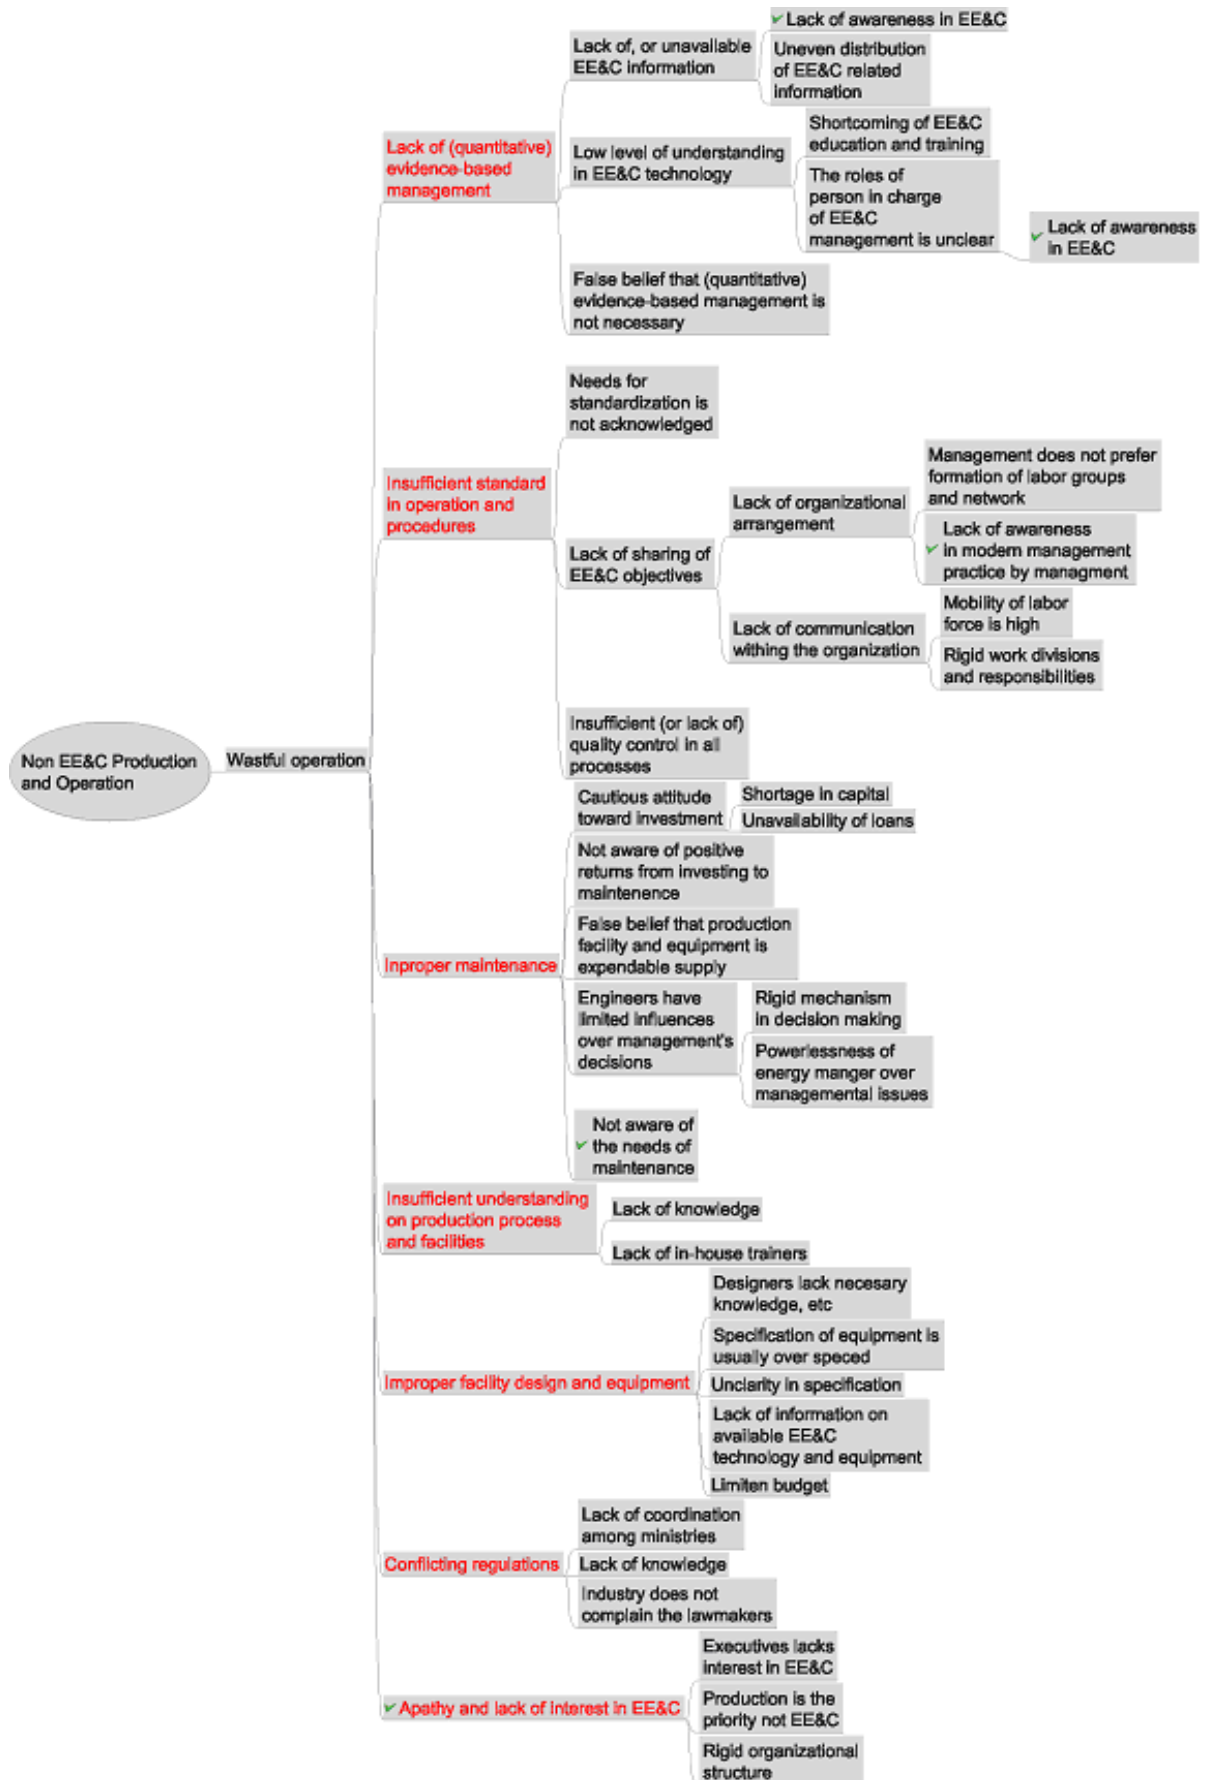 Lack of awareness in EE&C
Lack of, or unavailable
EE&C information
Uneven distribution
of EE&C related
information
Lack of (quantitative)
evidence-based
management
Low level of understanding
in EE&C technology
Shortcoming of EE&C
education and training
The roles of
person in charge
of EE&C
management is unclear
Lack of awareness
in EE&C
False belief that (quantitative)
evidence-based management is
not necessary
Needs for
standardization is
not acknowledged
Insufficient standard
in operation and
procedures
Lack of sharing of
EE&C objectives
Lack of organizational
arrangement
Management does not prefer
formation of labor groups
and network
Lack of awareness
in modern management
practice by managment
Lack of communication
withing the organization
Mobility of labor
force is high
Rigid work divisions
and responsibilities
Insufficient (or lack of)
quality control in all
processes
Non EE&C Production
and Operation
Wastful operation
Cautious attitude
toward investment
Shortage in capital
Unavailability of loans
Not aware of positive
returns from investing to
maintenence
False belief that production
facility and equipment is
expendable supply
Inproper maintenance
Engineers have
limited influences
over management's
decisions
Rigid mechanism
in decision making
Powerlessness of
energy manger over
managemental issues
Not aware of
the needs of
maintenance
Insufficient understanding
on production process
and facilities
Lack of knowledge
Lack of in-house trainers
Designers lack necesary
knowledge, etc
Specification of equipment is
usually over speced
Improper facility design and equipment
Unclarity in specification
Lack of information on
available EE&C
technology and equipment
Limiten budget
Lack of coordination
among ministries
Conflicting regulations
Lack of knowledge
Industry does not
complain the lawmakers
Executives lacks
interest in EE&C
Apathy and lack of interest in EE&C
Production is the
priority not EE&C
Rigid organizational
structure